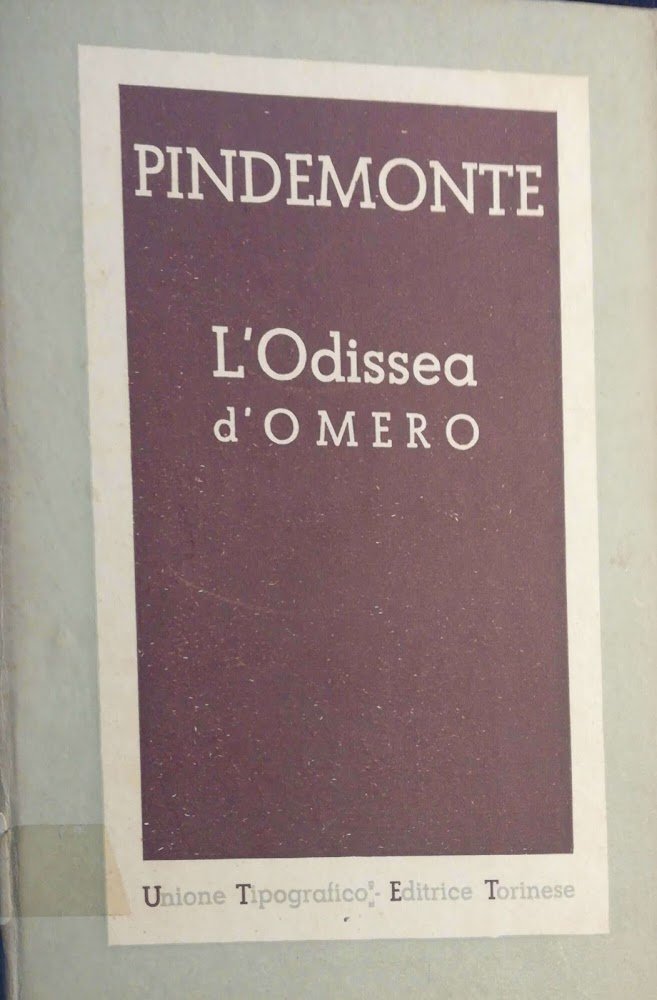 PINDEMONTE
L'Odissea
d'OMERO
Unione Tipografico - Editrice Torinese